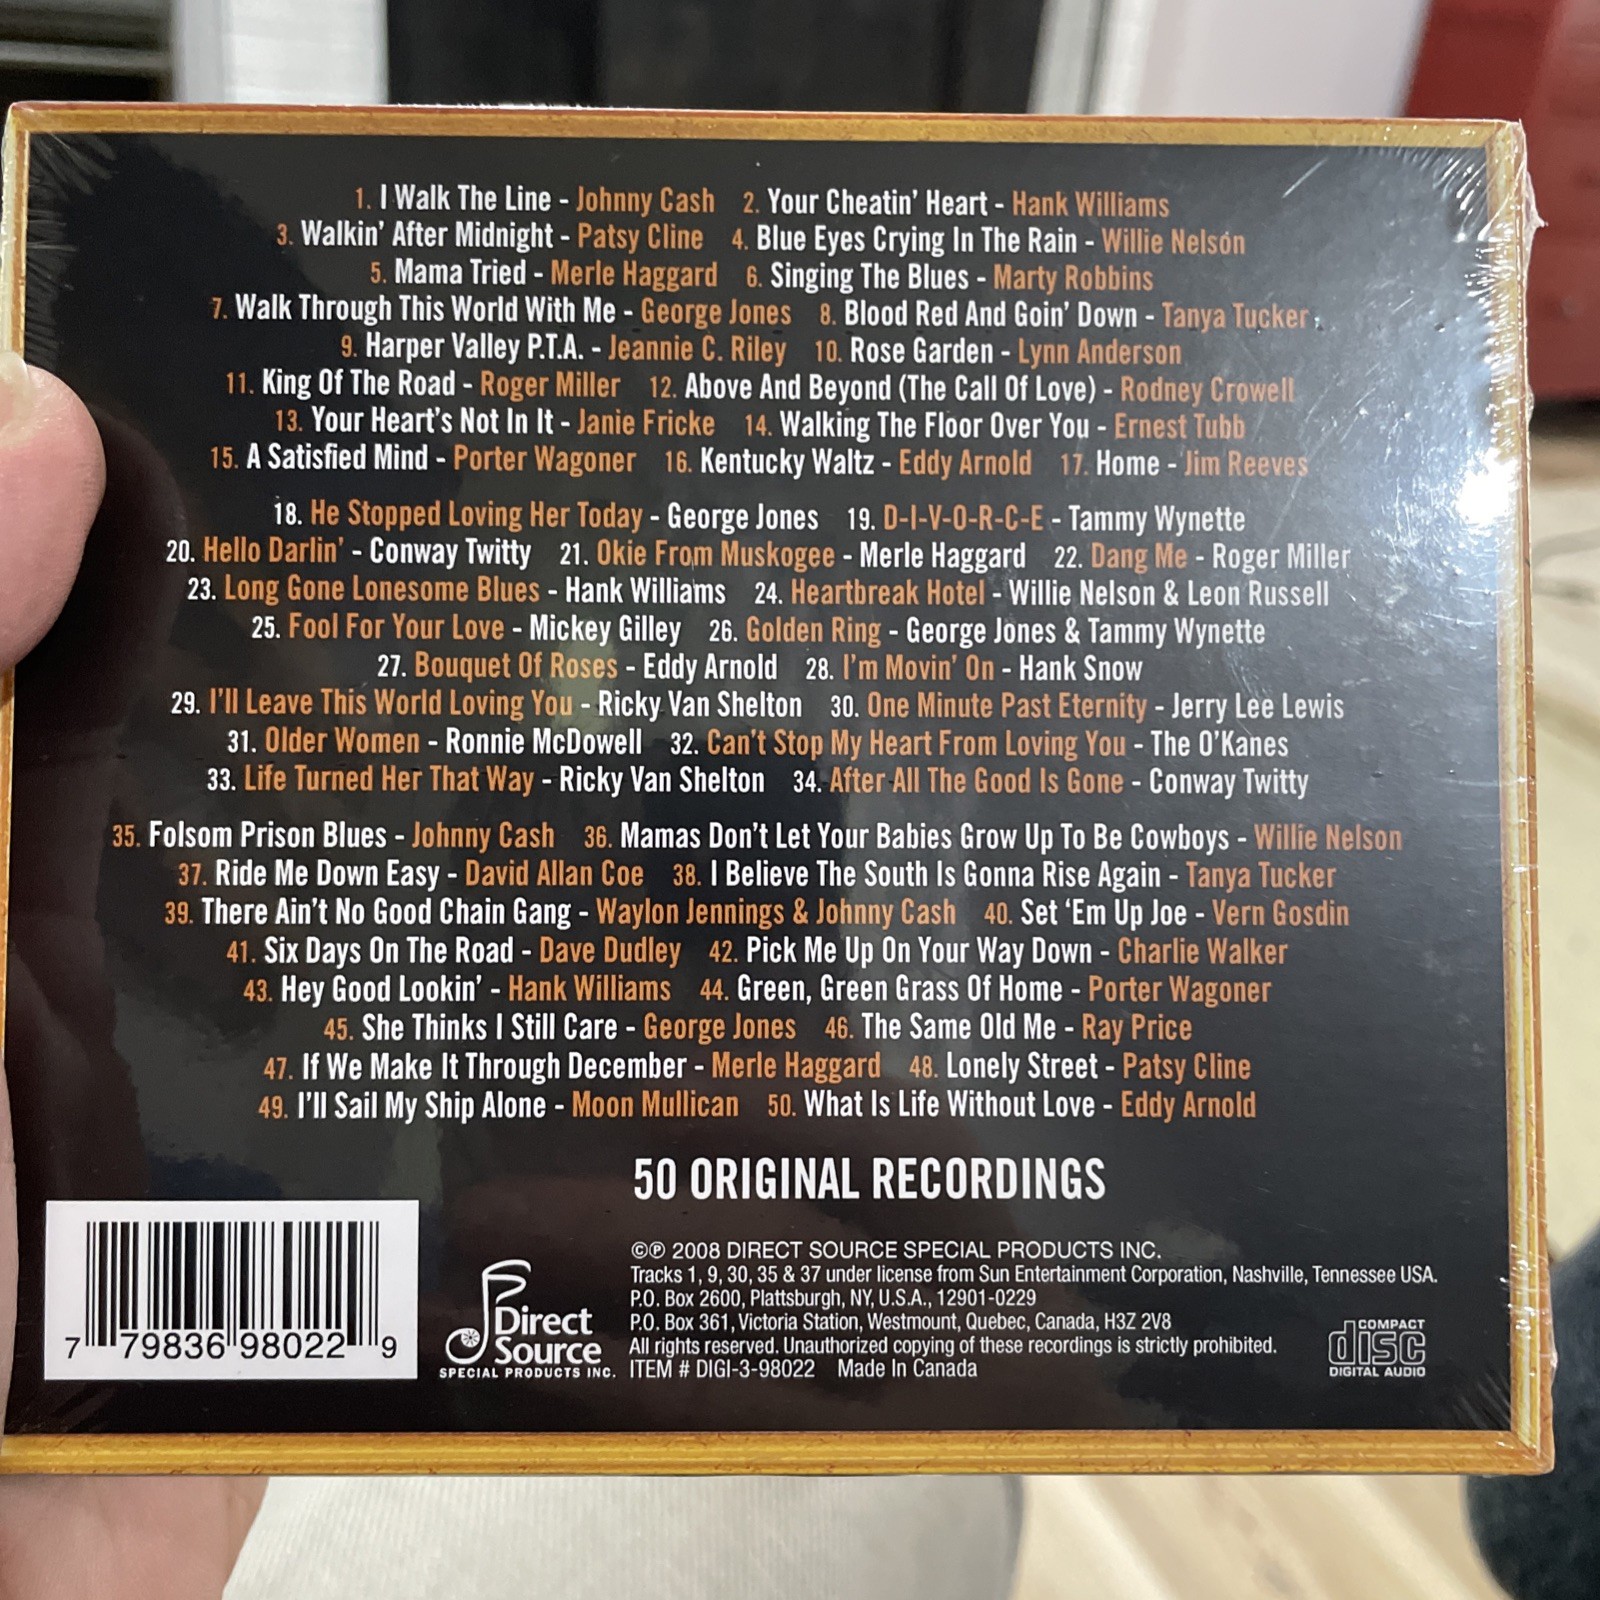 1. I Walk The Line - Johnny Cash 2. Your Cheatin' Heart - Hank Williams
3. Walkin' After Midnight - Patsy Cline 4. Blue Eyes Crying In The Rain - Willie Nelson
5. Mama Tried - Merle Haggard 6. Singing The Blues - Marty Robbins
7. Walk Through This World With Me - George Jones 8. Blood Red And Goin' Down - Tanya Tucker
9. Harper Valley P.T.A. - Jeannie C. Riley 10. Rose Garden - Lynn Anderson
11. King Of The Road - Roger Miller 12. Above And Beyond (The Call Of Love) - Rodney Crowell
13. Your Heart's Not In It - Janie Fricke 14. Walking The Floor Over You - Ernest Tubb
15. A Satisfied Mind - Porter Wagoner 16. Kentucky Waltz - Eddy Arnold 17. Home - Jim Reeves
18. He Stopped Loving Her Today - George Jones 19. D-I-V-O-R-C-E - Tammy Wynette
20. Hello Darlin' - Conway Twitty 21. Okie From Muskogee - Merle Haggard 22. Dang Me - Roger Miller
23. Long Gone Lonesome Blues - Hank Williams 24. Heartbreak Hotel - Willie Nelson & Leon Russell
25. Fool For Your Love - Mickey Gilley 26. Golden Ring - George Jones & Tammy Wynette
27. Bouquet Of Roses - Eddy Arnold 28. I'm Movin' On - Hank Snow
29. I'll Leave This World Loving You - Ricky Van Shelton 30. One Minute Past Eternity - Jerry Lee Lewis
31. Older Women - Ronnie McDowell 32. Can't Stop My Heart From Loving You - The O'Kanes
33. Life Turned Her That Way - Ricky Van Shelton 34. After All The Good Is Gone - Conway Twitty
35. Folsom Prison Blues - Johnny Cash 36. Mamas Don't Let Your Babies Grow Up To Be Cowboys - Willie Nelson
37. Ride Me Down Easy - David Allan Coe 38. I Believe The South Is Gonna Rise Again - Tanya Tucker
39. There Ain't No Good Chain Gang - Waylon Jennings & Johnny Cash 40. Set 'Em Up Joe - Vern Gosdin
41. Six Days On The Road - Dave Dudley 42. Pick Me Up On Your Way Down - Charlie Walker
43. Hey Good Lookin' - Hank Williams 44. Green, Green Grass Of Home - Porter Wagoner
45. She Thinks I Still Care - George Jones 46. The Same Old Me - Ray Price
47. If We Make It Through December - Merle Haggard 48. Lonely Street - Patsy Cline
49. I'll Sail My Ship Alone - Moon Mullican 50. What Is Life Without Love - Eddy Arnold
50 ORIGINAL RECORDINGS
©℗ 2008 DIRECT SOURCE SPECIAL PRODUCTS INC.
Tracks 1, 9, 30, 35 & 37 under license from Sun Entertainment Corporation, Nashville, Tennessee USA.
P.O. Box 2600, Plattsburgh, NY, U.S.A., 12901-0229
P.O. Box 361, Victoria Station, Westmount, Quebec, Canada, H3Z 2V8
All rights reserved. Unauthorized copying of these recordings is strictly prohibited.
ITEM # DIGI-3-98022 Made In Canada
7 79836 98022 9
Direct
Source
SPECIAL PRODUCTS INC.
COMPACT
disc
DIGITAL AUDIO